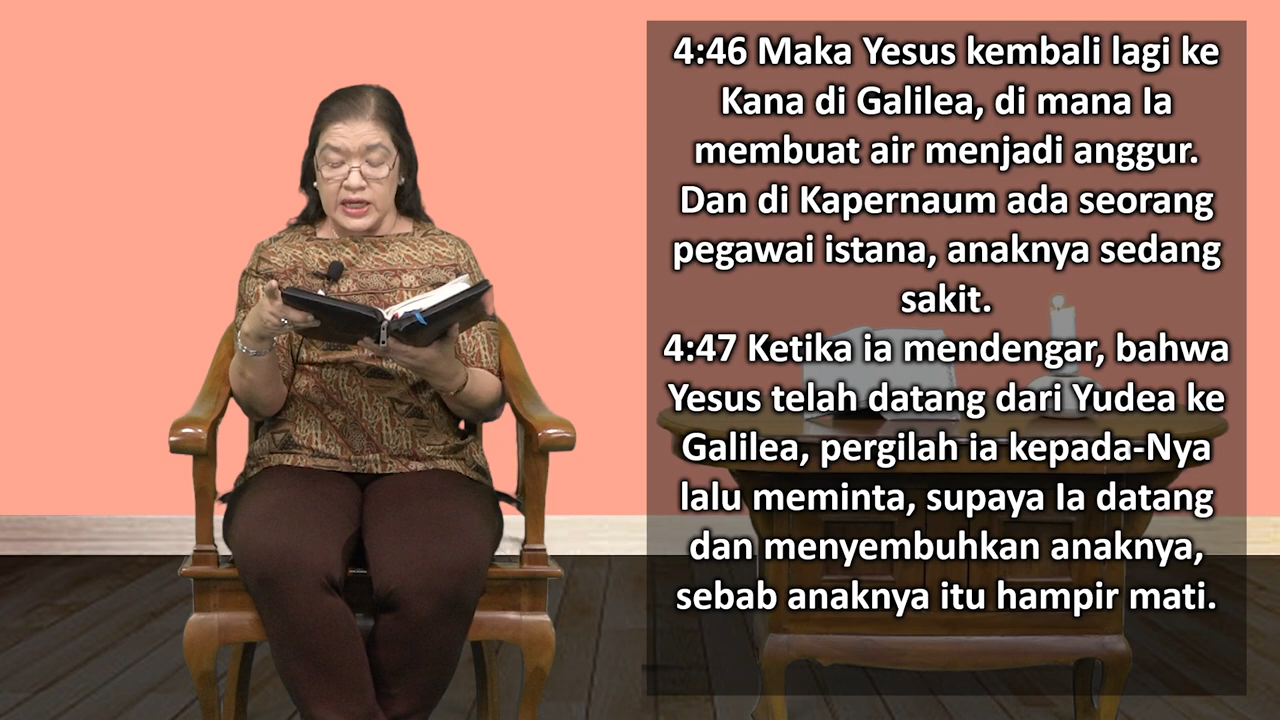 4:46 Maka Yesus kembali lagi ke
Kana di Galilea, di mana Ia
membuat air menjadi anggur.
Dan di Kapernaum ada seorang
pegawai istana, anaknya sedang
sakit.
4:47 Ketika ia mendengar, bahwa
Yesus telah datang dari Yudea ke
Galilea, pergilah ia kepada-Nya
lalu meminta, supaya Ia datang
dan menyembuhkan anaknya,
sebab anaknya itu hampir mati.